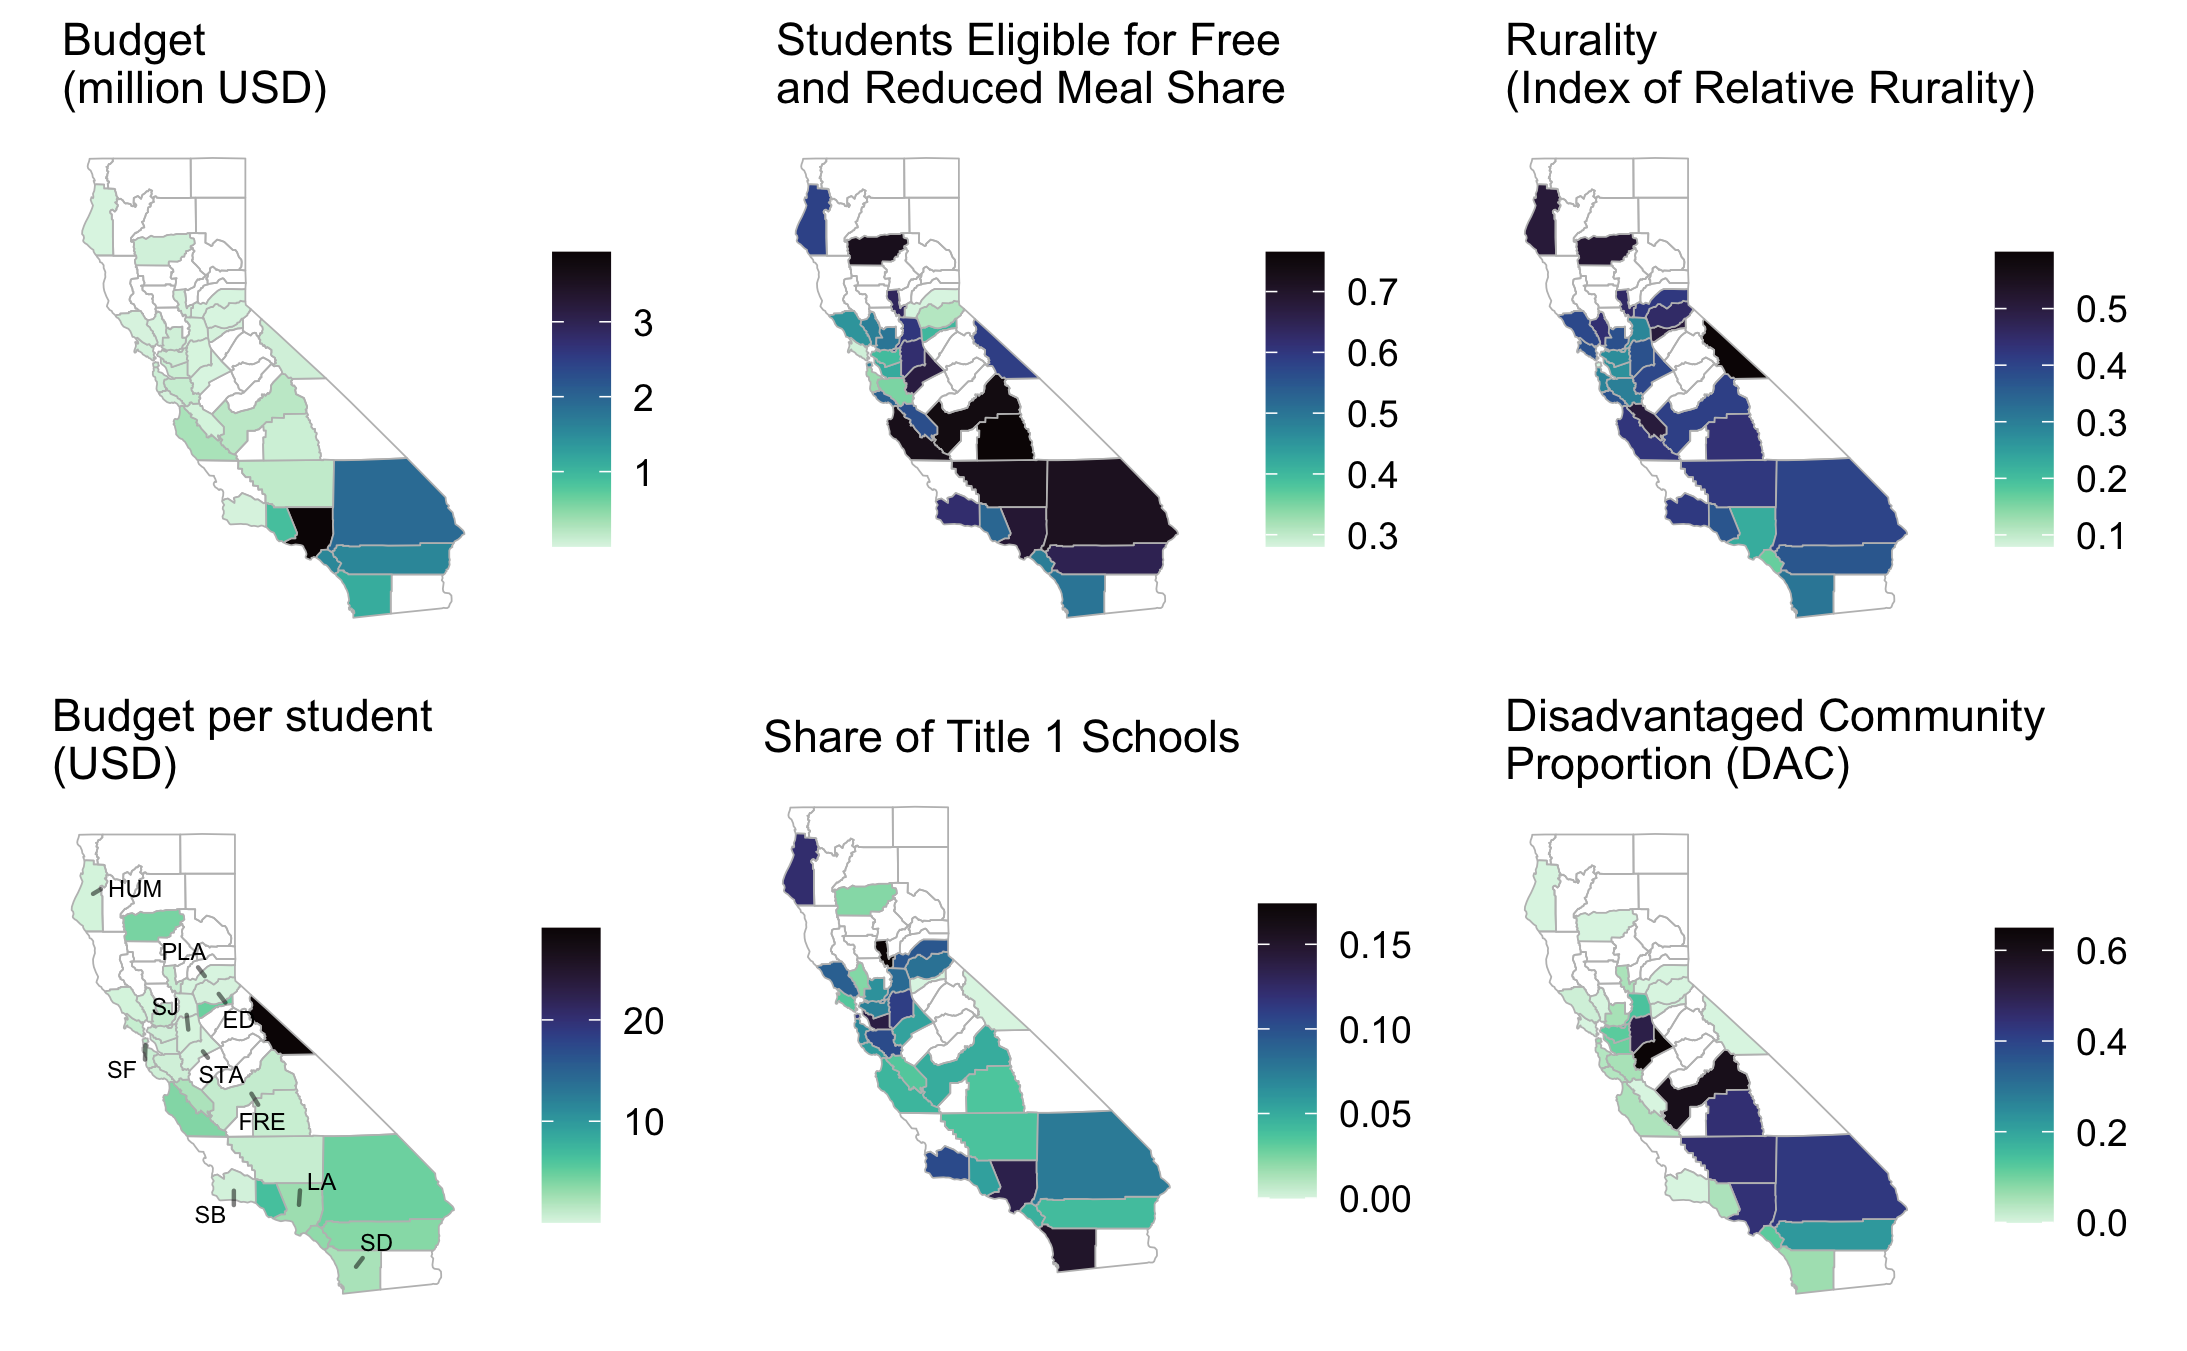 Budget
(million USD)
3
2
1
Students Eligible for Free
and Reduced Meal Share
0.7
0.6
0.5
0.4
0.3
Rurality
(Index of Relative Rurality)
0.5
0.4
0.3
0.2
0.1
Budget per student
(USD)
HUM
PLA
SJ
ED
SF
STA
FRE
LA
SB
SD
20
10
Share of Title 1 Schools
0.15
0.10
0.05
0.00
Disadvantaged Community
Proportion (DAC)
0.6
0.4
0.2
0.0